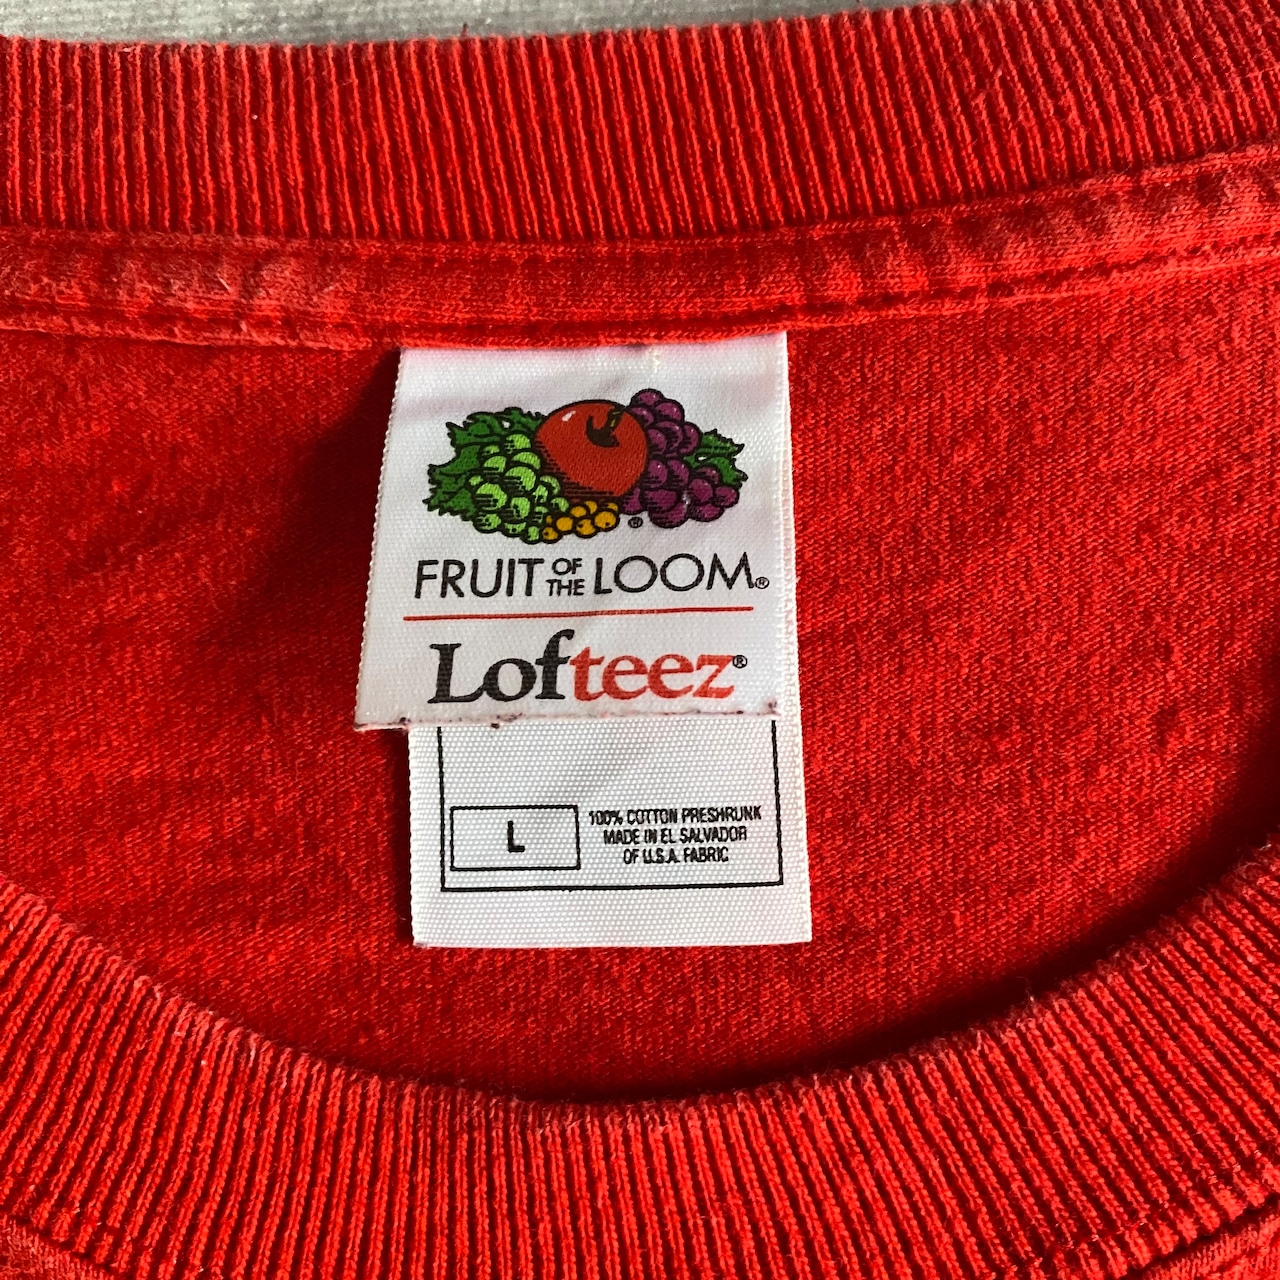 ®
FRUIT OF THE LOOM®
Lofteez®
L
100% COTTON PRESHRUNK
MADE IN EL SALVADOR
OF U.S.A. FABRIC